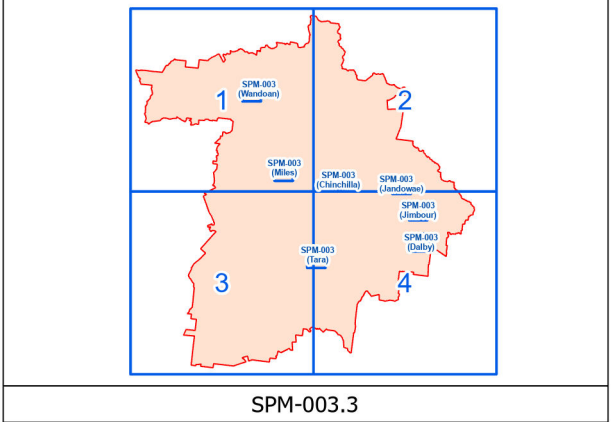 SPM-003
(Wandoan)
1
2
SPM-003
(Miles)
SPM-003
(Chinchilla)
SPM-003
(Jandowae)
SPM-003
(Jimbour)
SPM-003
(Dalby)
SPM-003
(Tara)
3
4
SPM-003.3